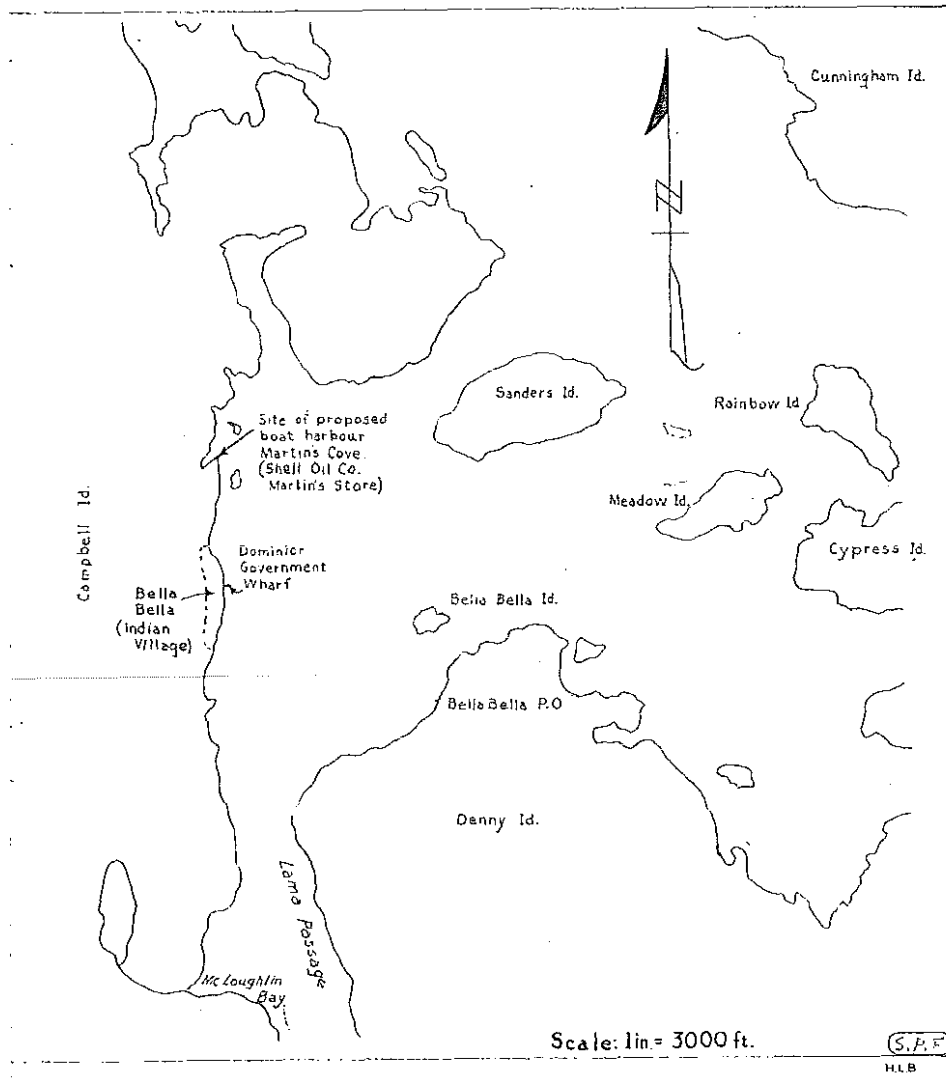 Cunningham Id.
N
Sanders Id.
Rainbow Id
Site of proposed
boat harbour
Martin's Cove.
(Shell Oil Co.
Martin's Store)
Meadow Id.
Campbell Id.
Cypress Id.
Dominior
Government
Wharf
Bella
Bella
(Indian
Village)
Bella Bella Id.
Bella Bella P.O
Denny Id.
Lama Passage
McLoughlin
Bay
Scale: 1in.= 3000 ft.
S.P.F
H.L.B